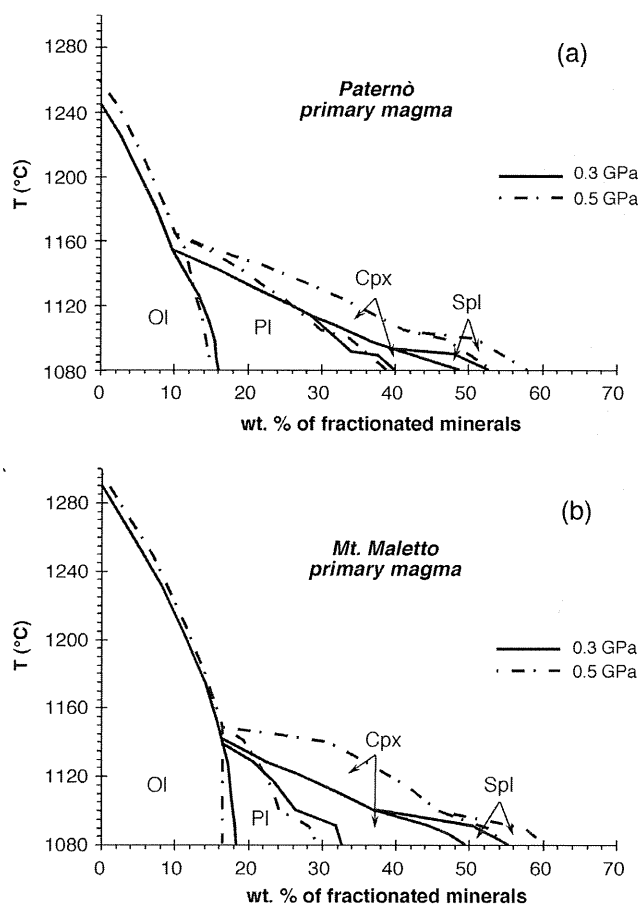 (a)
Paternò
primary magma
0.3 GPa
0.5 GPa
T (°C)
1280
1240
1200
1160
1120
1080
Cpx
Spl
Ol
Pl
0 10 20 30 40 50 60 70
wt. % of fractionated minerals
(b)
Mt. Maletto
primary magma
0.3 GPa
0.5 GPa
T (°C)
1280
1240
1200
1160
1120
1080
Cpx
Spl
Ol
Pl
0 10 20 30 40 50 60 70
wt. % of fractionated minerals